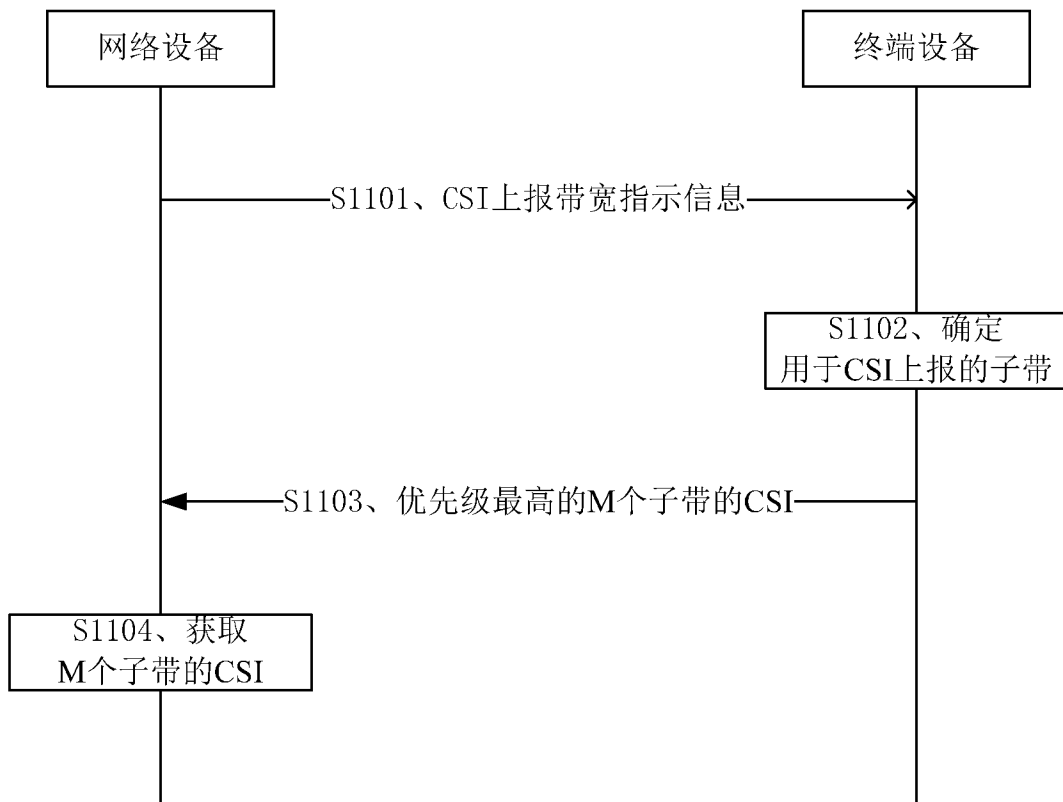 网络设备
终端设备
S1101、CSI上报带宽指示信息
S1102、确定
用于CSI上报的子带
S1103、优先级最高的M个子带的CSI
S1104、获取
M个子带的CSI